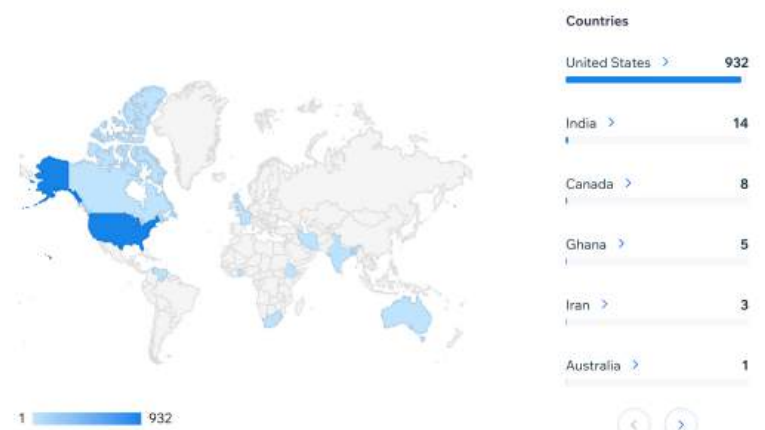 Countries
United States > 932
India > 14
Canada > 8
Ghana > 5
Iran > 3
Australia > 1
1 932